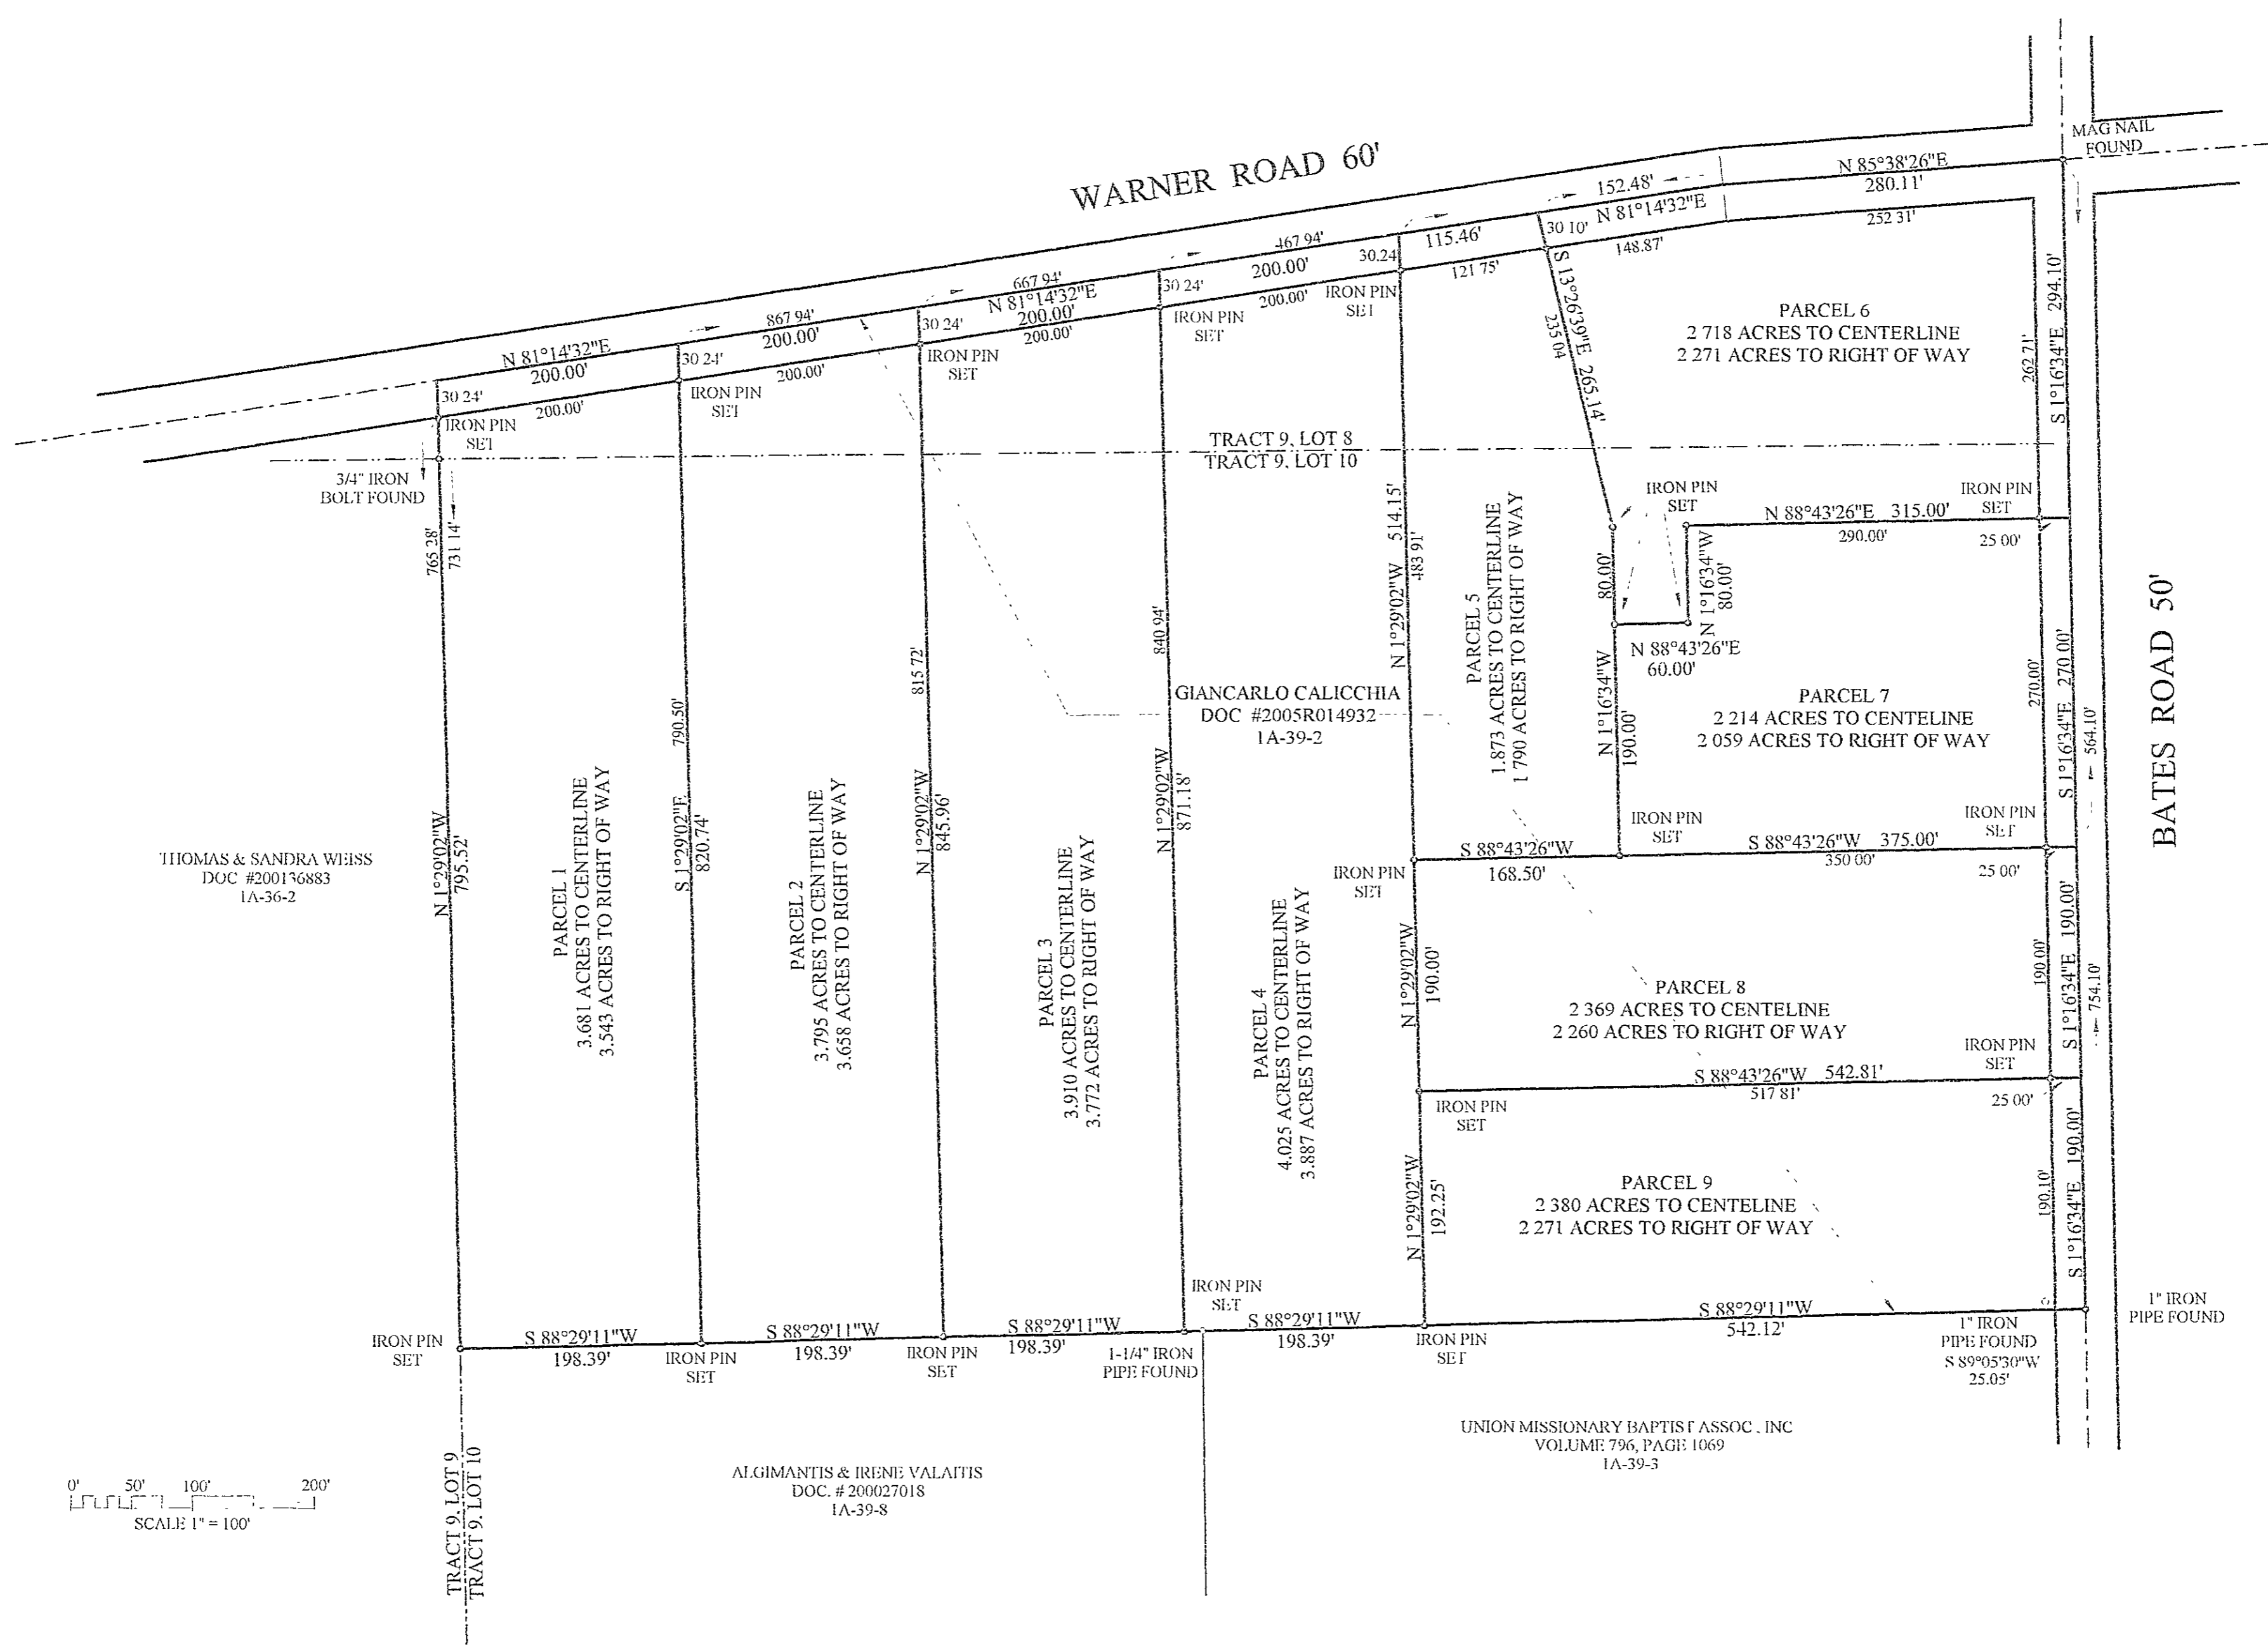 WARNER ROAD 60'
MAG NAIL
FOUND
N 85°38'26"E
280.11'
252 31'
152.48'
N 81°14'32"E
148.87'
30 10'
115.46'
121 75'
467 94'
200.00'
30.24'
200.00'
IRON PIN
SET
667 94'
N 81°14'32"E
200.00'
200.00'
30 24'
IRON PIN
SET
867 94'
200.00'
200.00'
30 24'
IRON PIN
SET
N 81°14'32"E
200.00'
200.00'
30 24'
IRON PIN
SET
30 24'
IRON PIN
SET
3/4" IRON
BOLT FOUND
TRACT 9, LOT 8
TRACT 9, LOT 10
S 13°26'39"E 265.14'
235 04
PARCEL 6
2 718 ACRES TO CENTERLINE
2 271 ACRES TO RIGHT OF WAY
262 71'
S 1°16'34"E 294.10'
IRON PIN
SET
IRON PIN
SET
N 88°43'26"E 315.00'
290.00'
25 00'
80.00'
N 1°16'34"W
80.00'
N 88°43'26"E
60.00'
N 1°16'34"W
190.00'
PARCEL 7
2 214 ACRES TO CENTELINE
2 059 ACRES TO RIGHT OF WAY
270.00'
S 1°16'34"E 270 00'
564.10'
BATES ROAD 50'
765 28'
731 14'
N 1°29'02"W
795.52'
790.50'
S 1°29'02"E
820.74'
815 72'
N 1°29'02"W
845.96'
840 94'
N 1°29'02"W
871.18'
N 1°29'02"W 514.15'
483 91'
PARCEL 5
1.873 ACRES TO CENTERLINE
1 790 ACRES TO RIGHT OF WAY
GIANCARLO CALICCHIA
DOC #2005R014932
1A-39-2
THOMAS & SANDRA WEISS
DOC #200136883
1A-36-2
PARCEL 1
3.681 ACRES TO CENTERLINE
3.543 ACRES TO RIGHT OF WAY
PARCEL 2
3.795 ACRES TO CENTERLINE
3.658 ACRES TO RIGHT OF WAY
PARCEL 3
3.910 ACRES TO CENTERLINE
3.772 ACRES TO RIGHT OF WAY
PARCEL 4
4.025 ACRES TO CENTERLINE
3.887 ACRES TO RIGHT OF WAY
IRON PIN
SET
S 88°43'26"W
168.50'
IRON PIN
SET
S 88°43'26"W 375.00'
350 00'
IRON PIN
SET
25 00'
N 1°29'02"W
190.00'
PARCEL 8
2 369 ACRES TO CENTELINE
2 260 ACRES TO RIGHT OF WAY
190 00'
S 1°16'34"E 190.00'
754.10'
IRON PIN
SET
S 88°43'26"W 542.81'
517 81'
25 00'
IRON PIN
SET
N 1°29'02"W
192.25'
PARCEL 9
2 380 ACRES TO CENTELINE
2 271 ACRES TO RIGHT OF WAY
190.10'
S 1°16'34"E 190.00'
IRON PIN
SET
S 88°29'11"W
198.39'
IRON PIN
SET
S 88°29'11"W
198.39'
IRON PIN
SET
S 88°29'11"W
198.39'
IRON PIN
SET
1-1/4" IRON
PIPE FOUND
S 88°29'11"W
198.39'
IRON PIN
SET
S 88°29'11"W
542.12'
1" IRON
PIPE FOUND
S 89°05'30"W
25.05'
1" IRON
PIPE FOUND
UNION MISSIONARY BAPTIST ASSOC . INC
VOLUME 796, PAGE 1069
1A-39-3
ALGIMANTIS & IRENE VALAITIS
DOC. # 200027018
1A-39-8
TRACT 9, LOT 9
TRACT 9, LOT 10
0' 50' 100' 200'
SCALE 1" = 100'